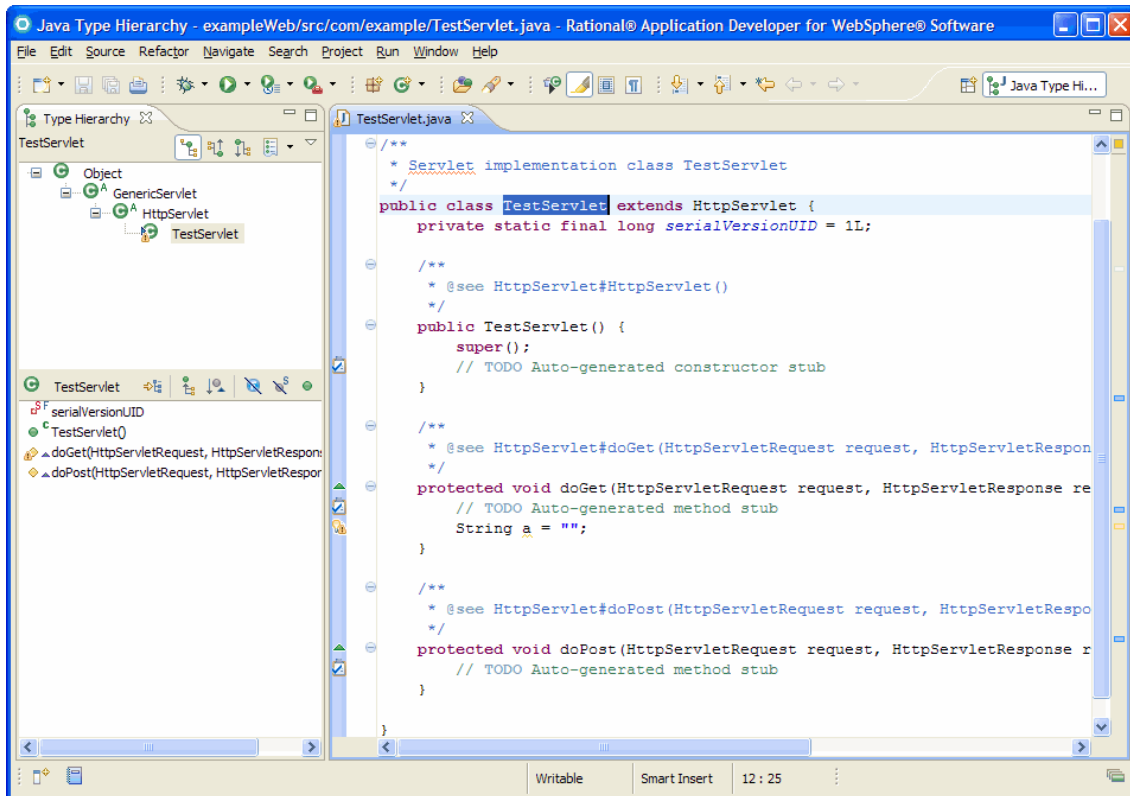 Java Type Hierarchy - exampleWeb/src/com/example/TestServlet.java - Rational® Application Developer for WebSphere® Software
File Edit Source Refactor Navigate Search Project Run Window Help
Java Type Hi...
Type Hierarchy
TestServlet.java
TestServlet
Object
GenericServlet
HttpServlet
TestServlet
/**
* Servlet implementation class TestServlet
*/
public class TestServlet extends HttpServlet {
private static final long serialVersionUID = 1L;
/**
* @see HttpServlet#HttpServlet()
*/
public TestServlet() {
super();
// TODO Auto-generated constructor stub
}
/**
* @see HttpServlet#doGet(HttpServletRequest request, HttpServletRespon
*/
protected void doGet(HttpServletRequest request, HttpServletResponse re
// TODO Auto-generated method stub
String a = "";
}
/**
* @see HttpServlet#doPost(HttpServletRequest request, HttpServletRespo
*/
protected void doPost(HttpServletRequest request, HttpServletResponse r
// TODO Auto-generated method stub
}
}
TestServlet
serialVersionUID
TestServlet()
doGet(HttpServletRequest, HttpServletRespon
doPost(HttpServletRequest, HttpServletRespor
Writable Smart Insert 12 : 25